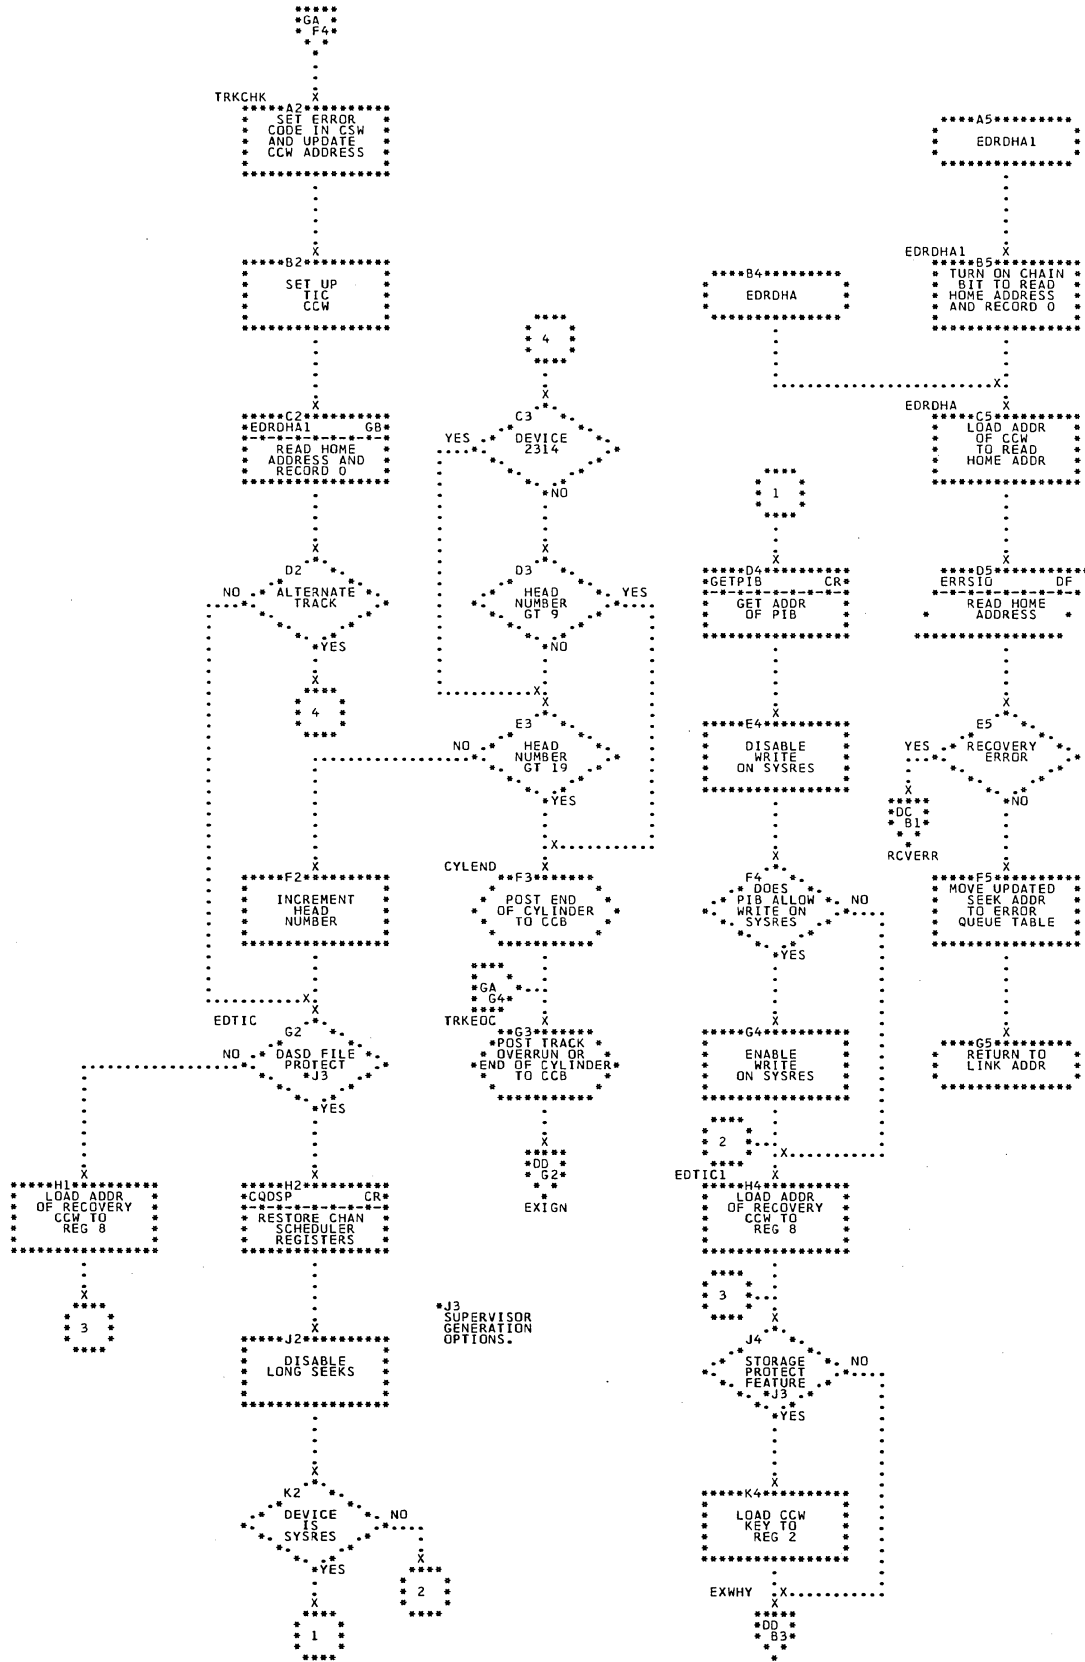 GA
F4
TRKCHK
A2
SET ERROR
CODE IN CSW
AND UPDATE
CCW ADDRESS
B2
SET UP
TIC
CCW
C2
EDRDHA1 GB
READ HOME
ADDRESS AND
RECORD 0
D2
NO
ALTERNATE
TRACK
YES
4
F2
INCREMENT
HEAD
NUMBER
EDTIC
G2
NO
DASD FILE
PROTECT
*J3
YES
H1
LOAD ADDR
OF RECOVERY
CCW TO
REG 8
3
H2
CQDSP CR
RESTORE CHAN
SCHEDULER
REGISTERS
J2
DISABLE
LONG SEEKS
K2
DEVICE
IS
SYSRES
NO
YES
2
1
4
C3
YES
DEVICE
2314
NO
D3
HEAD
NUMBER
GT 9
YES
NO
E3
NO
HEAD
NUMBER
GT 19
YES
CYLEND
F3
POST END
OF CYLINDER
TO CCB
GA
G4
TRKEOC
G3
POST TRACK
OVERRUN OR
END OF CYLINDER
TO CCB
DD
G2
EXIGN
*J3
SUPERVISOR
GENERATION
OPTIONS.
B4
EDRDHA
1
D4
GETPIB CR
GET ADDR
OF PIB
E4
DISABLE
WRITE
ON SYSRES
F4
DOES
PIB ALLOW
WRITE ON
SYSRES
NO
YES
G4
ENABLE
WRITE
ON SYSRES
2
EDTIC1
H4
LOAD ADDR
OF RECOVERY
CCW TO
REG 8
3
J4
STORAGE
PROTECT
FEATURE
*J3
NO
YES
K4
LOAD CCW
KEY TO
REG 2
EXWHY
DD
B3
A5
EDRDHA1
EDRDHA1
B5
TURN ON CHAIN
BIT TO READ
HOME ADDRESS
AND RECORD 0
EDRDHA
C5
LOAD ADDR
OF CCW
TO READ
HOME ADDR
D5
ERRSIO DF
READ HOME
ADDRESS
E5
YES
RECOVERY
ERROR
NO
DC
B1
RCVERR
F5
MOVE UPDATED
SEEK ADDR
TO ERROR
QUEUE TABLE
G5
RETURN TO
LINK ADDR